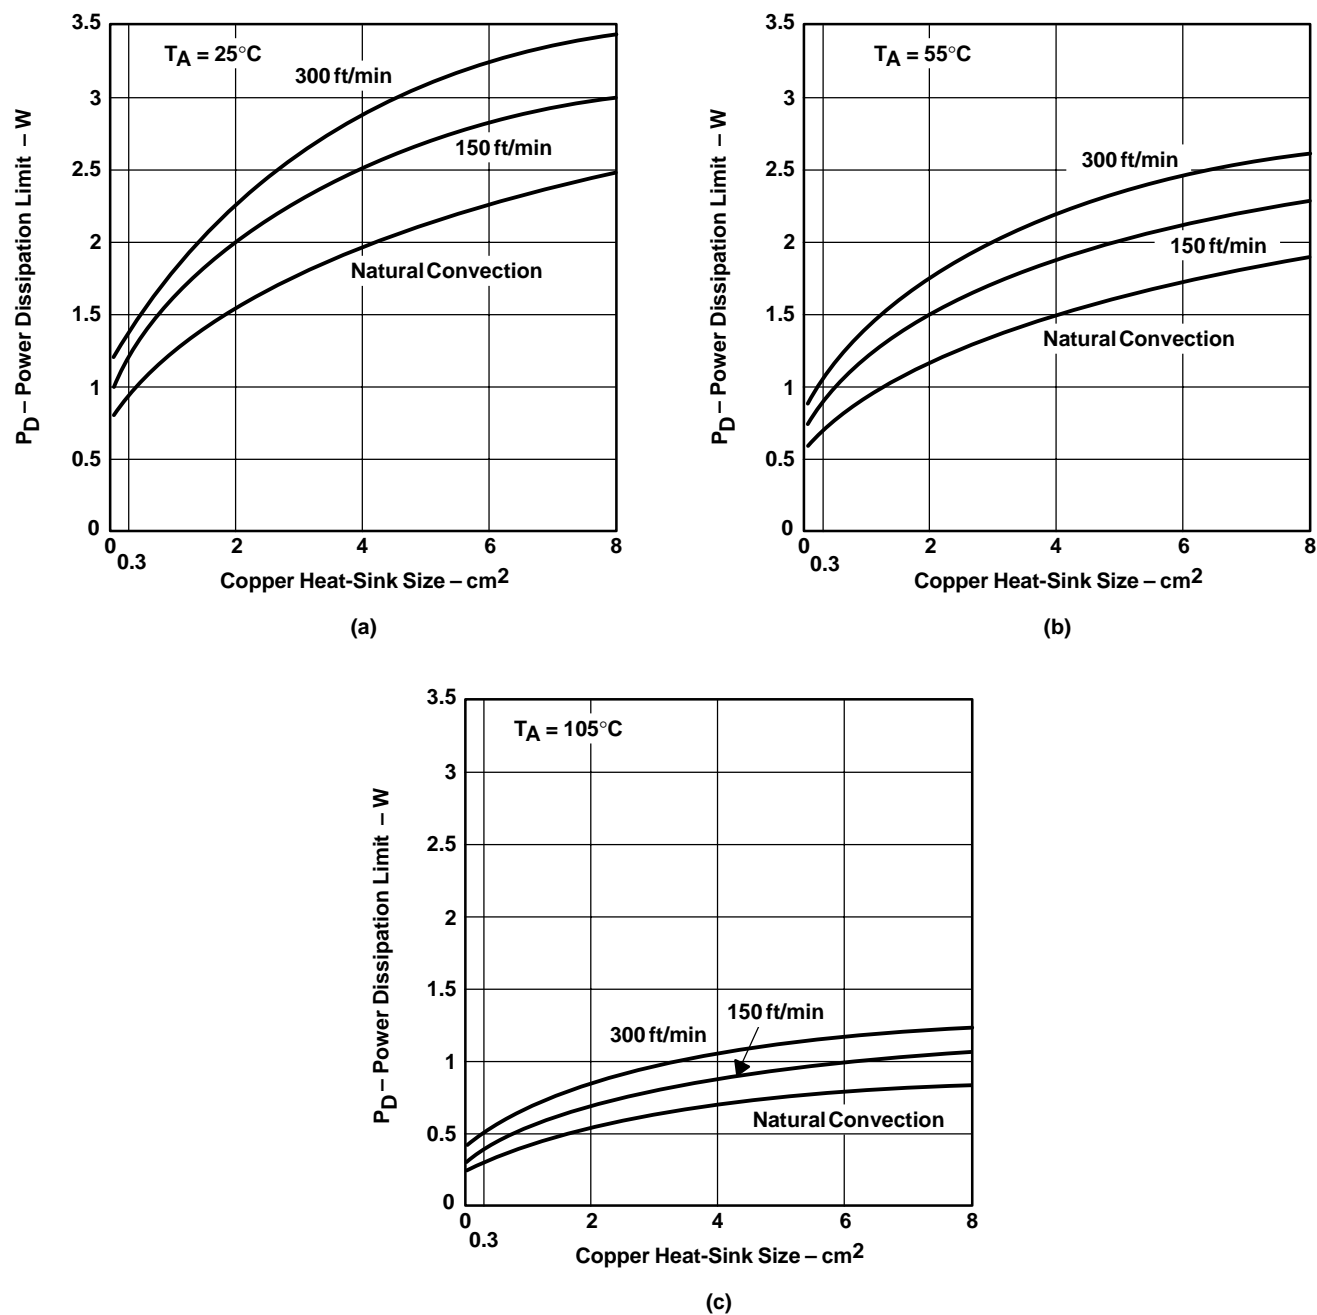 3.5
3
2.5
2
1.5
1
0.5
0
P_D – Power Dissipation Limit – W
T_A = 25°C
300 ft/min
150 ft/min
Natural Convection
0 0.3 2 4 6 8
Copper Heat-Sink Size – cm²
(a)
3.5
3
2.5
2
1.5
1
0.5
0
P_D – Power Dissipation Limit – W
T_A = 55°C
300 ft/min
150 ft/min
Natural Convection
0 0.3 2 4 6 8
Copper Heat-Sink Size – cm²
(b)
3.5
3
2.5
2
1.5
1
0.5
0
P_D – Power Dissipation Limit – W
T_A = 105°C
150 ft/min
300 ft/min
Natural Convection
0 0.3 2 4 6 8
Copper Heat-Sink Size – cm²
(c)